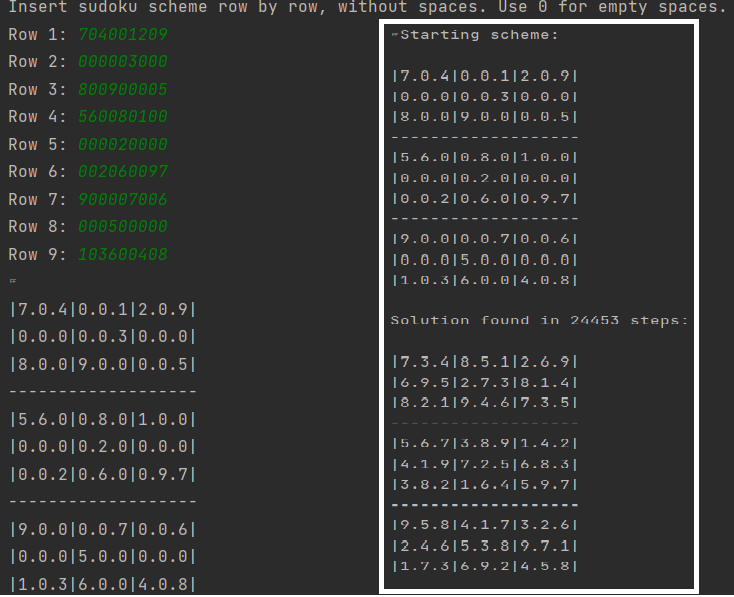 Insert sudoku scheme row by row, without spaces. Use 0 for empty spaces.
Row 1: 704001209
Row 2: 000003000
Row 3: 800900005
Row 4: 560080100
Row 5: 000020000
Row 6: 002060097
Row 7: 900007006
Row 8: 000500000
Row 9: 103600408
|7.0.4|0.0.1|2.0.9|
|0.0.0|0.0.3|0.0.0|
|8.0.0|9.0.0|0.0.5|
-------------------
|5.6.0|0.8.0|1.0.0|
|0.0.0|0.2.0|0.0.0|
|0.0.2|0.6.0|0.9.7|
-------------------
|9.0.0|0.0.7|0.0.6|
|0.0.0|5.0.0|0.0.0|
|1.0.3|6.0.0|4.0.8|
Starting scheme:
|7.0.4|0.0.1|2.0.9|
|0.0.0|0.0.3|0.0.0|
|8.0.0|9.0.0|0.0.5|
-------------------
|5.6.0|0.8.0|1.0.0|
|0.0.0|0.2.0|0.0.0|
|0.0.2|0.6.0|0.9.7|
-------------------
|9.0.0|0.0.7|0.0.6|
|0.0.0|5.0.0|0.0.0|
|1.0.3|6.0.0|4.0.8|
Solution found in 24453 steps:
|7.3.4|8.5.1|2.6.9|
|6.9.5|2.7.3|8.1.4|
|8.2.1|9.4.6|7.3.5|
-------------------
|5.6.7|3.8.9|1.4.2|
|4.1.9|7.2.5|6.8.3|
|3.8.2|1.6.4|5.9.7|
-------------------
|9.5.8|4.1.7|3.2.6|
|2.4.6|5.3.8|9.7.1|
|1.7.3|6.9.2|4.5.8|